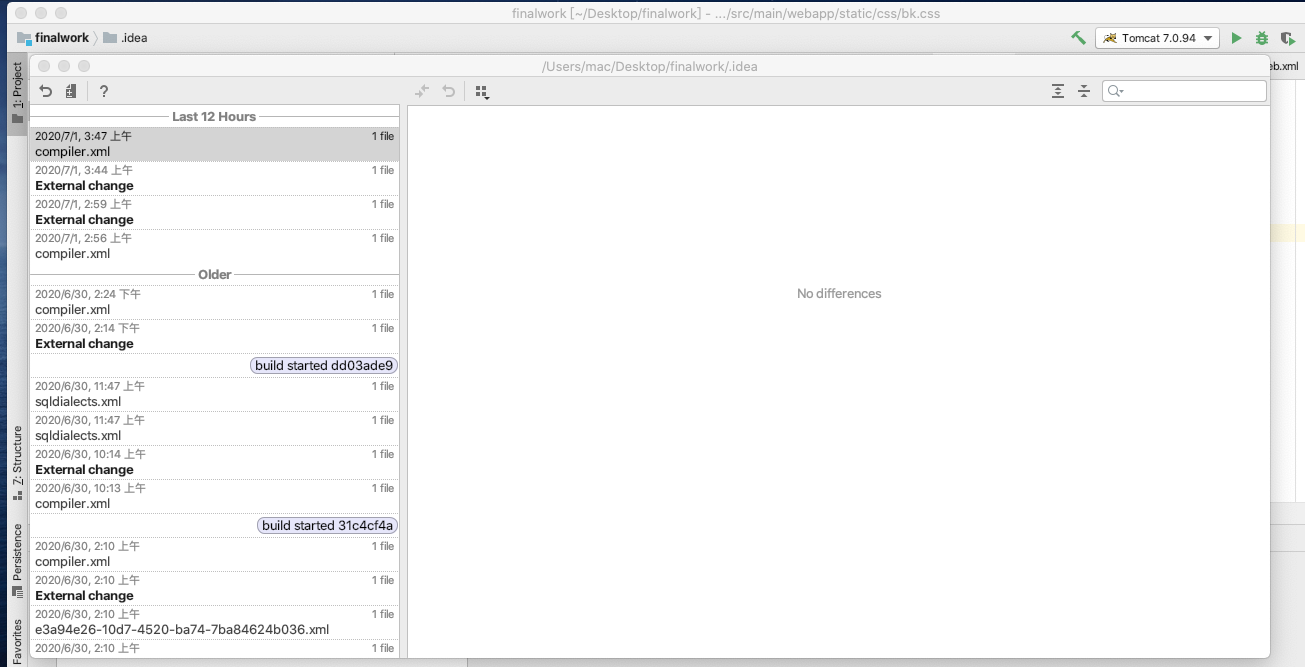 finalwork [~/Desktop/finalwork] - .../src/main/webapp/static/css/bk.css
finalwork
.idea
Tomcat 7.0.94
eb.xml
1: Project
/Users/mac/Desktop/finalwork/.idea
?
Last 12 Hours
2020/7/1, 3:47 上午 1 file
compiler.xml
2020/7/1, 3:44 上午 1 file
External change
2020/7/1, 2:59 上午 1 file
External change
2020/7/1, 2:56 上午 1 file
compiler.xml
Older
2020/6/30, 2:24 下午 1 file
compiler.xml
2020/6/30, 2:14 下午 1 file
External change
build started dd03ade9
2020/6/30, 11:47 上午 1 file
sqldialects.xml
2020/6/30, 11:47 上午 1 file
sqldialects.xml
2020/6/30, 10:14 上午 1 file
External change
2020/6/30, 10:13 上午 1 file
compiler.xml
build started 31c4cf4a
2020/6/30, 2:10 上午 1 file
compiler.xml
2020/6/30, 2:10 上午 1 file
External change
2020/6/30, 2:10 上午 1 file
e3a94e26-10d7-4520-ba74-7ba84624b036.xml
2020/6/30, 2:10 上午 1 file
No differences
7: Structure
Persistence
Favorites